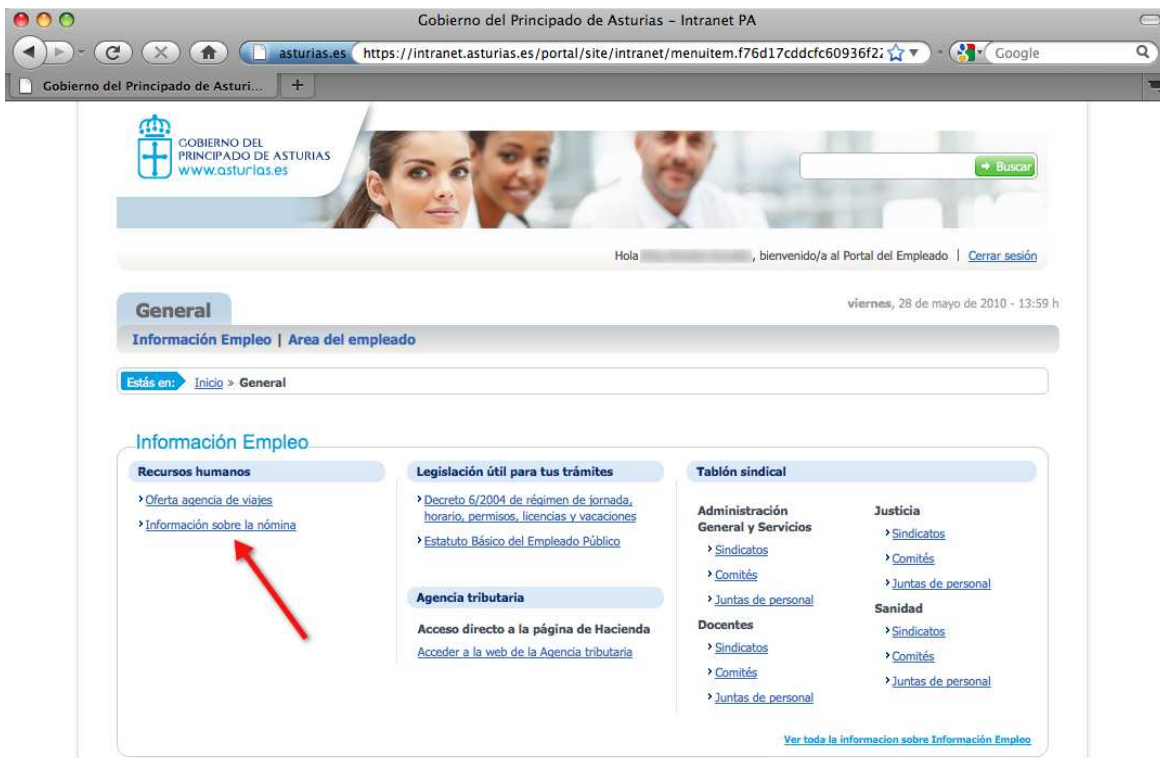 Gobierno del Principado de Asturias – Intranet PA
asturias.es https://intranet.asturias.es/portal/site/intranet/menuitem.f76d17cddcfc60936f22
Google
Gobierno del Principado de Asturi...
+
GOBIERNO DEL
PRINCIPADO DE ASTURIAS
www.asturias.es
Buscar
Hola , bienvenido/a al Portal del Empleado | Cerrar sesión
General
viernes, 28 de mayo de 2010 - 13:59 h
Información Empleo | Area del empleado
Estás en: Inicio » General
Información Empleo
Recursos humanos
Oferta agencia de viajes
Información sobre la nómina
Legislación útil para tus trámites
Decreto 6/2004 de régimen de jornada,
horario, permisos, licencias y vacaciones
Estatuto Básico del Empleado Público
Agencia tributaria
Acceso directo a la página de Hacienda
Acceder a la web de la Agencia tributaria
Tablón sindical
Administración
General y Servicios
Sindicatos
Comités
Juntas de personal
Docentes
Sindicatos
Comités
Juntas de personal
Justicia
Sindicatos
Comités
Juntas de personal
Sanidad
Sindicatos
Comités
Juntas de personal
Ver toda la informacion sobre Información Empleo